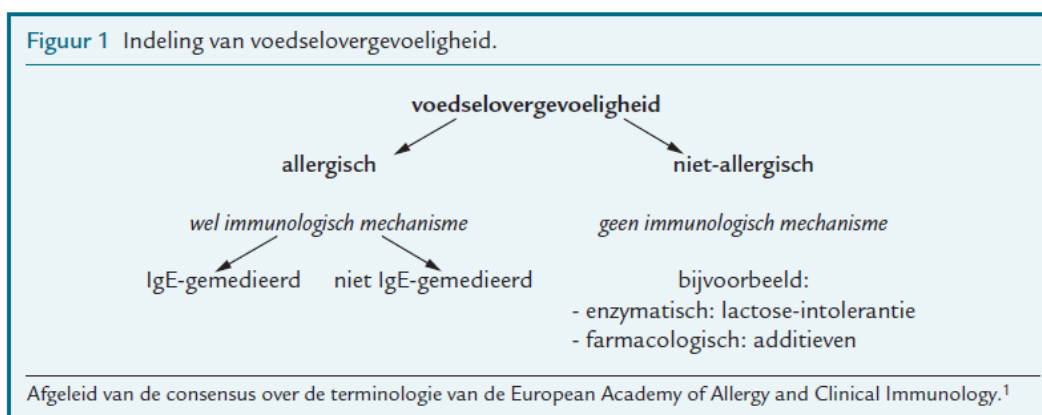 Figuur 1 Indeling van voedselovergevoeligheid.
voedselovergevoeligheid
allergisch niet-allergisch
wel immunologisch mechanisme geen immunologisch mechanisme
IgE-gemedieerd niet IgE-gemedieerd bijvoorbeeld:
- enzymatisch: lactose-intolerantie
- farmacologisch: additieven
Afgeleid van de consensus over de terminologie van de European Academy of Allergy and Clinical Immunology.¹